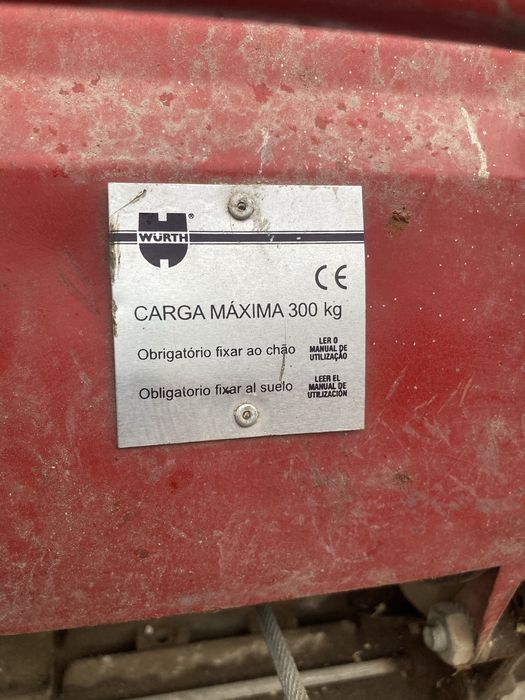 WÜRTH®
CE
CARGA MÁXIMA 300 kg
Obrigatório fixar ao chão
LER O
MANUAL DE
UTILIZAÇÃO
Obligatorio fixar al suelo
LEER EL
MANUAL DE
UTILIZACIÓN